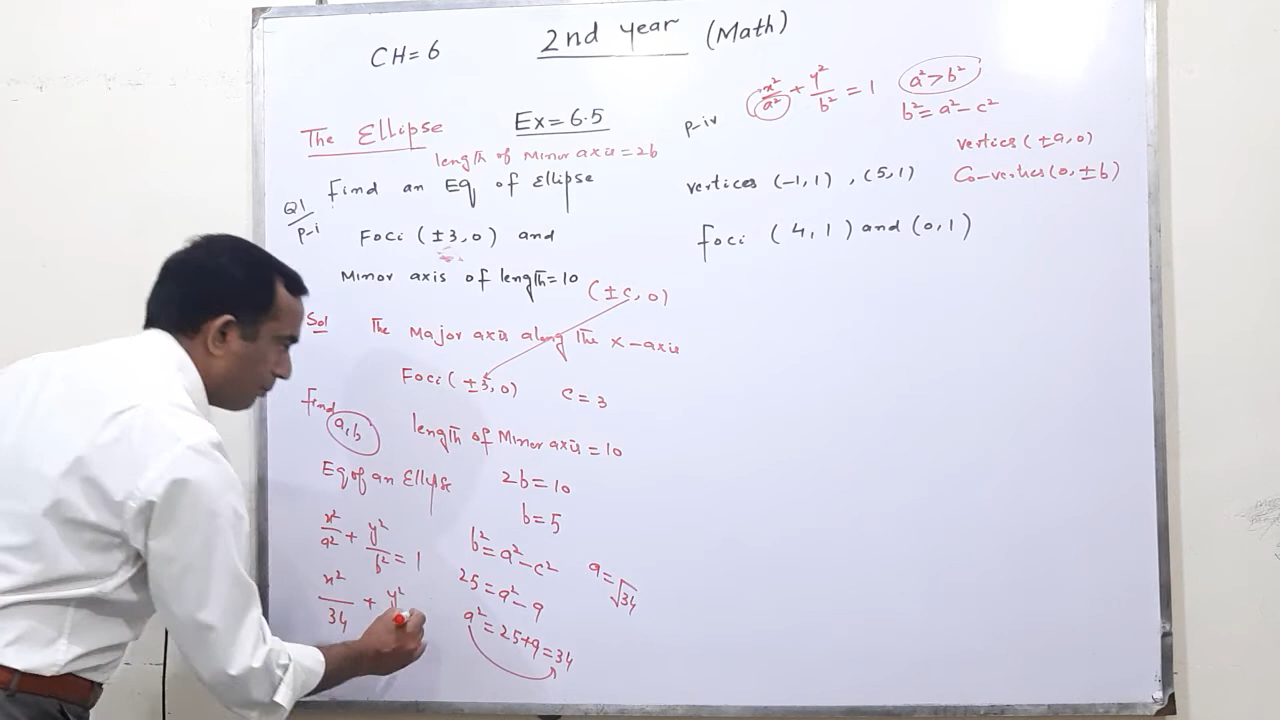 CH=6
2nd year (Math)
The Ellipse
Ex=6.5
length of Minor axis=2b
Q1 Find an Eq of Ellipse
P-i Foci (±3,0) and
Minor axis of length=10
(±c,0)
Sol The Major axis along the x-axis
Foci (±3,0) c=3
Find a,b
length of Minor axis=10
Eq of an Ellipse
2b=10
b=5
x²/a² + y²/b² = 1
b²=a²-c²
25=a²-9
a²=25+9=34
a=√34
x²/34 + y²
P-iv x²/a² + y²/b² = 1 a²>b²
b²=a²-c²
vertices (±a,0)
vertices (-1,1) , (5,1) Co-vertices (0,±b)
foci (4,1) and (0,1)